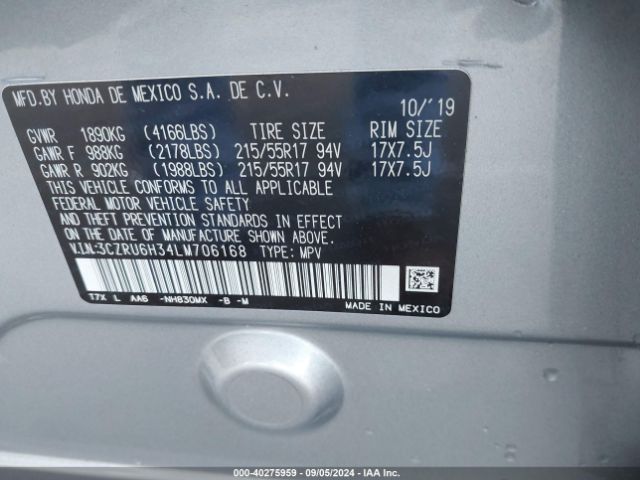 MFD.BY HONDA DE MEXICO S.A. DE C.V.
10/'19
GVWR 1890KG (4166LBS) TIRE SIZE RIM SIZE
GAWR F 988KG (2178LBS) 215/55R17 94V 17X7.5J
GAWR R 902KG (1988LBS) 215/55R17 94V 17X7.5J
THIS VEHICLE CONFORMS TO ALL APPLICABLE
FEDERAL MOTOR VEHICLE SAFETY
AND THEFT PREVENTION STANDARDS IN EFFECT
ON THE DATE OF MANUFACTURE SHOWN ABOVE.
V.I.N:3CZRU6H34LM706168 TYPE: MPV
T7X L AA6 -NH830MX -B -M
MADE IN MEXICO
000-40275959 - 09/05/2024 - IAA Inc.